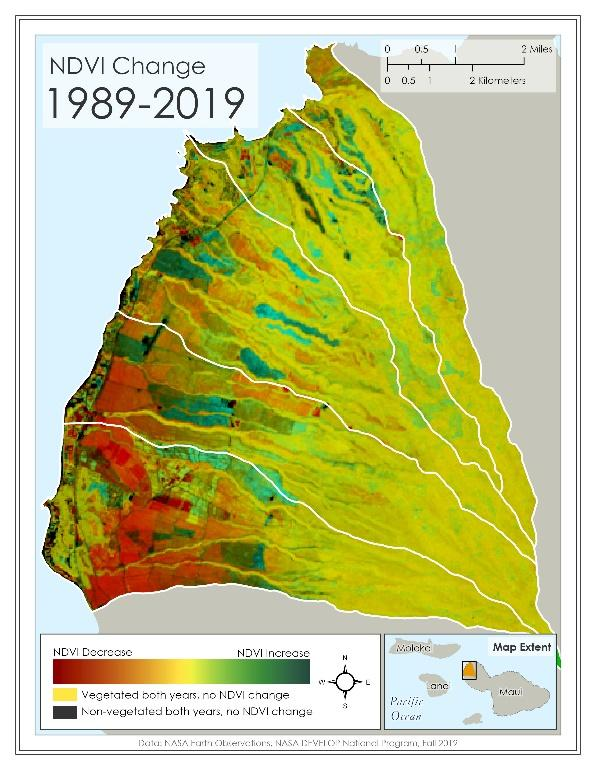 NDVI Change
1989-2019
0 0.5 1 2 Miles
0 0.5 1 2 Kilometers
NDVI Decrease
NDVI Increase
Vegetated both years, no NDVI change
Non-vegetated both years, no NDVI change
N
W E
S
Map Extent
Moloka
Lana
Maui
Pacific
Ocean
Data: NASA Earth Observations; NASA DEVELOP National Program, Fall 2019